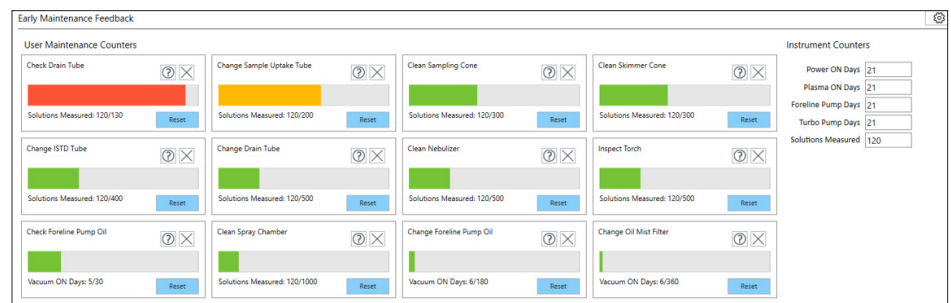 Early Maintenance Feedback
User Maintenance Counters
Instrument Counters
Check Drain Tube
Solutions Measured: 120/130
Reset
Change Sample Uptake Tube
Solutions Measured: 120/200
Reset
Clean Sampling Cone
Solutions Measured: 120/300
Reset
Clean Skimmer Cone
Solutions Measured: 120/300
Reset
Power ON Days 21
Plasma ON Days 21
Foreline Pump Days 21
Turbo Pump Days 21
Solutions Measured 120
Change ISTD Tube
Solutions Measured: 120/400
Reset
Change Drain Tube
Solutions Measured: 120/500
Reset
Clean Nebulizer
Solutions Measured: 120/500
Reset
Inspect Torch
Solutions Measured: 120/500
Reset
Check Foreline Pump Oil
Vacuum ON Days: 5/30
Reset
Clean Spray Chamber
Solutions Measured: 120/1000
Reset
Change Foreline Pump Oil
Vacuum ON Days: 6/180
Reset
Change Oil Mist Filter
Vacuum ON Days: 6/360
Reset